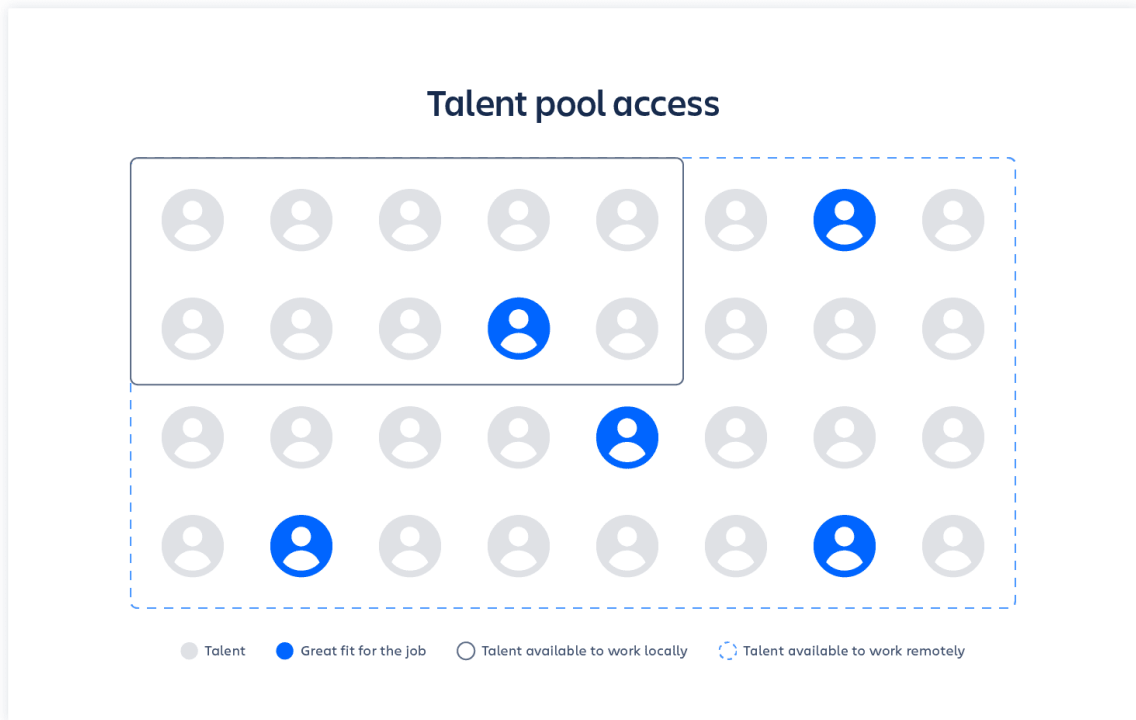 Talent pool access
Talent
Great fit for the job
Talent available to work locally
Talent available to work remotely